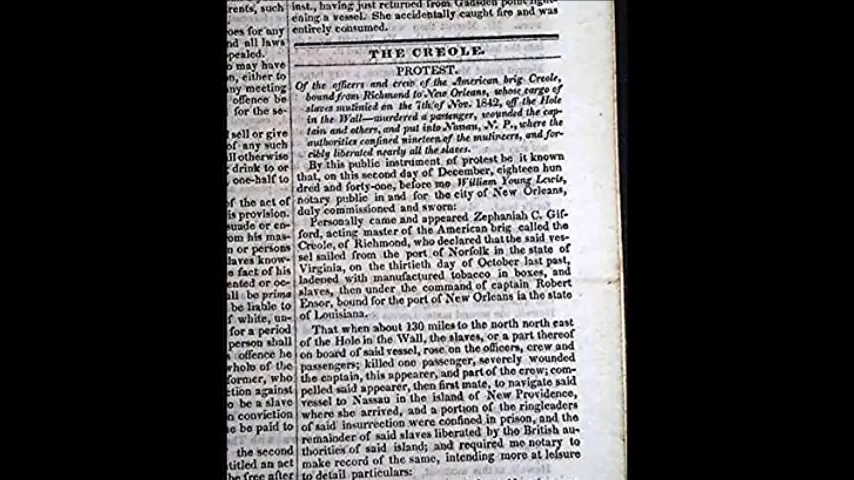 rents, such
oes for any
nd all laws
pealed.
o may have
n, either to
ny meeting
offence be
for the se-
sell or give
of any such
ll otherwise
drink to or
one-half to
of the act of
is provision.
suade or en-
om his mas-
n or persons
laves know-
e fact of his
ented or oc-
all be prima
be liable to
f white, un-
for a period
person shall
offence he
whole of the
former, who
ction against
o be a slave
n conviction
be paid to
the second
titled an act
be free after
inst., having just returned from Gadsden point
ening a vessel. She accidentally caught fire and was
entirely consumed.
THE CREOLE.
PROTEST.
Of the officers and crew of the American brig Creole,
bound from Richmond to New Orleans, whose cargo of
slaves mutinied on the 7th of Nov. 1842, off the Hole
in the Wall—murdered a passenger, wounded the cap-
tain and others, and put into Nassau, N. P., where the
authorities confined nineteen of the mutineers, and for-
cibly liberated nearly all the slaves.
By this public instrument of protest be it known
that, on this second day of December, eighteen hun
dred and forty-one, before me William Young Lewis,
notary public in and for the city of New Orleans,
duly commissioned and sworn:
Personally came and appeared Zephaniah C. Gif-
ford, acting master of the American brig called the
Creole, of Richmond, who declared that the said ves-
sel sailed from the port of Norfolk in the state of
Virginia, on the thirtieth day of October last past,
ladened with manufactured tobacco in boxes, and
slaves, then under the command of captain Robert
Ensor, bound for the port of New Orleans in the state
of Louisiana.
That when about 130 miles to the north north east
of the Hole in the Wall, the slaves, or a part thereof
on board of said vessel, rose on the officers, crew and
passengers; killed one passenger, severely wounded
the captain, this appearer, and part of the crew; com-
pelled said appearer, then first mate, to navigate said
vessel to Nassau in the island of New Providence,
where she arrived, and a portion of the ringleaders
of said insurrection were confined in prison, and the
remainder of said slaves liberated by the British au-
thorities of said island; and required me notary to
make record of the same, intending more at leisure
to detail particulars: